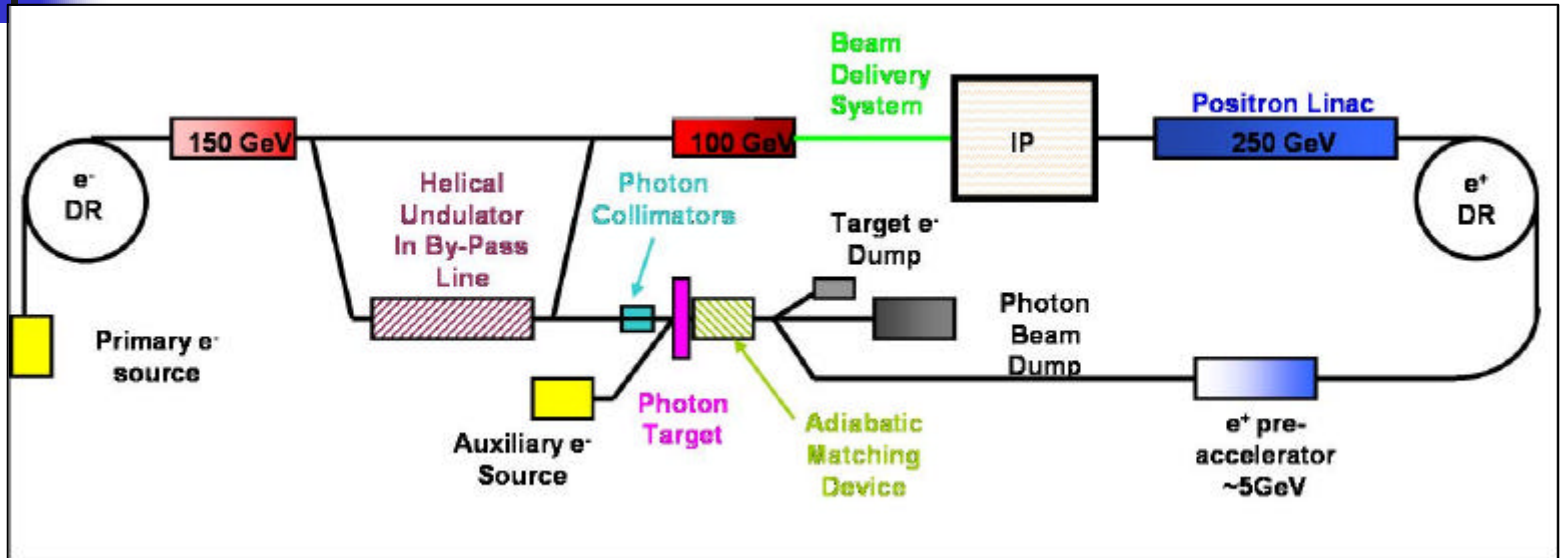 Beam
Delivery
System
150 GeV
100 GeV
IP
Positron Linac
250 GeV
e-
DR
Helical
Undulator
In By-Pass
Line
Photon
Collimators
Target e-
Dump
e+
DR
Primary e-
source
Photon
Beam
Dump
Auxiliary e-
Source
Photon
Target
Adiabatic
Matching
Device
e+ pre-
accelerator
~5GeV